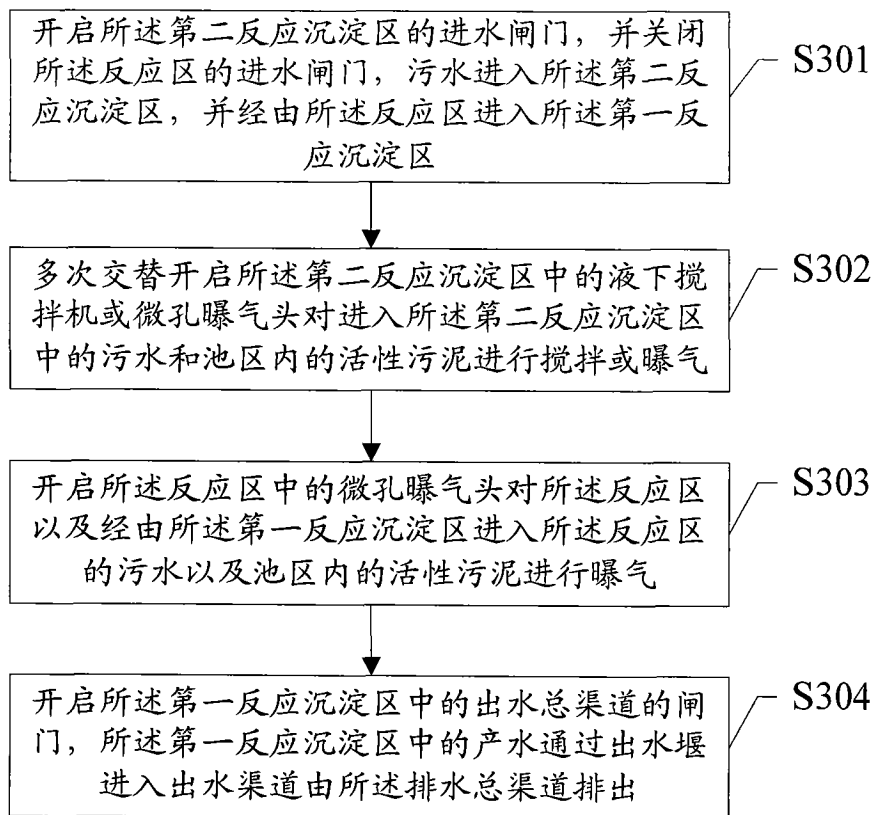 开启所述第二反应沉淀区的进水闸门，并关闭
所述反应区的进水闸门，污水进入所述第二反
应沉淀区，并经由所述反应区进入所述第一反
应沉淀区
S301
多次交替开启所述第二反应沉淀区中的液下搅
拌机或微孔曝气头对进入所述第二反应沉淀区
中的污水和池区内的活性污泥进行搅拌或曝气
S302
开启所述反应区中的微孔曝气头对所述反应区
以及经由所述第一反应沉淀区进入所述反应区
的污水以及池区内的活性污泥进行曝气
S303
开启所述第一反应沉淀区中的出水总渠道的闸
门，所述第一反应沉淀区中的产水通过出水堰
进入出水渠道由所述排水总渠道排出
S304